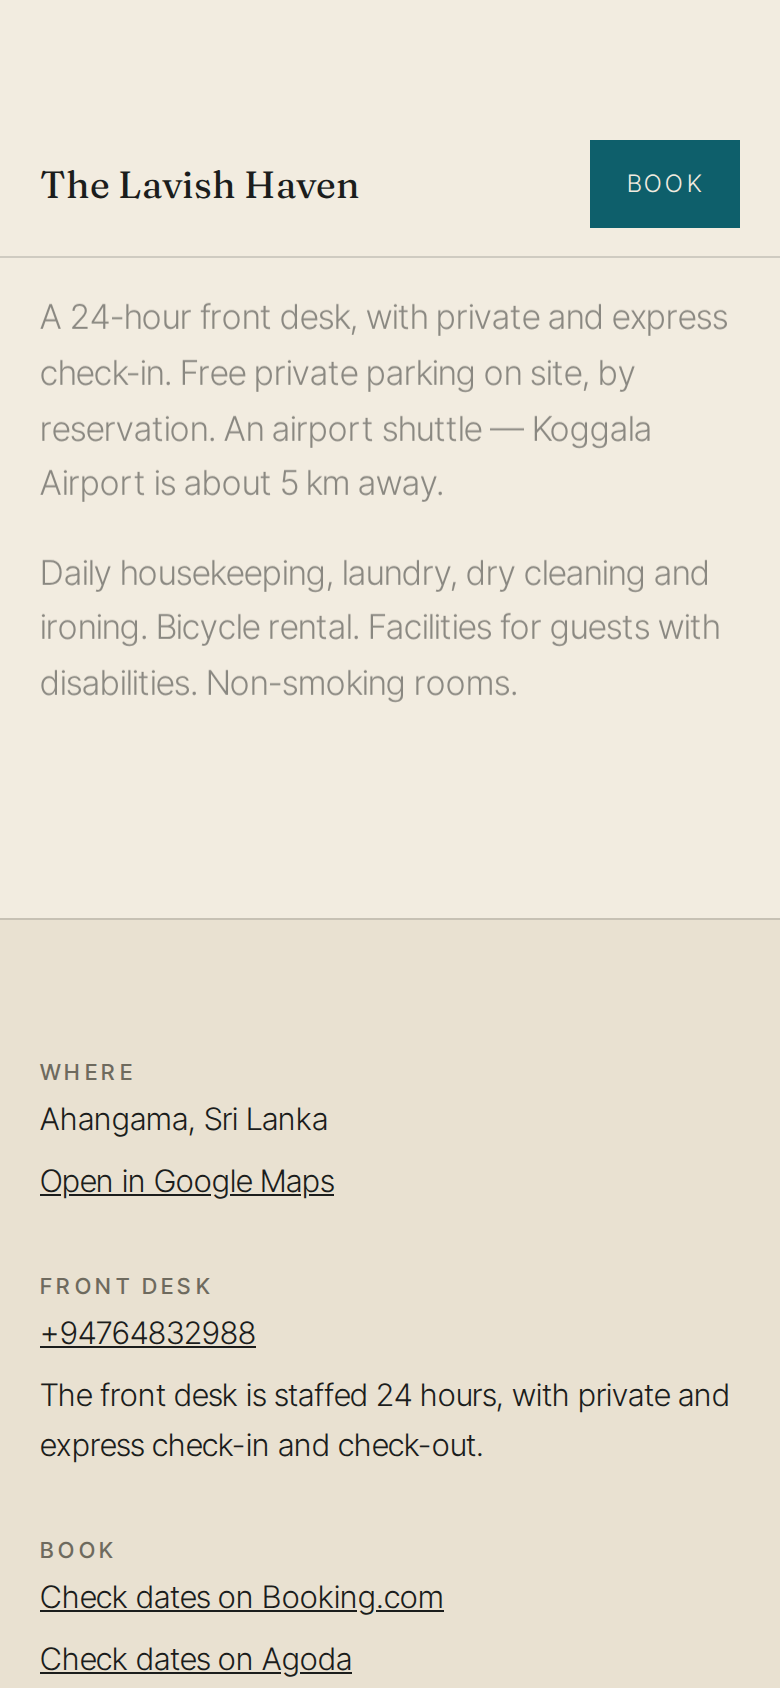 The Lavish Haven
BOOK
A 24-hour front desk, with private and express
check-in. Free private parking on site, by
reservation. An airport shuttle — Koggala
Airport is about 5 km away.
Daily housekeeping, laundry, dry cleaning and
ironing. Bicycle rental. Facilities for guests with
disabilities. Non-smoking rooms.
WHERE
Ahangama, Sri Lanka
Open in Google Maps
FRONT DESK
+94764832988
The front desk is staffed 24 hours, with private and
express check-in and check-out.
BOOK
Check dates on Booking.com
Check dates on Agoda